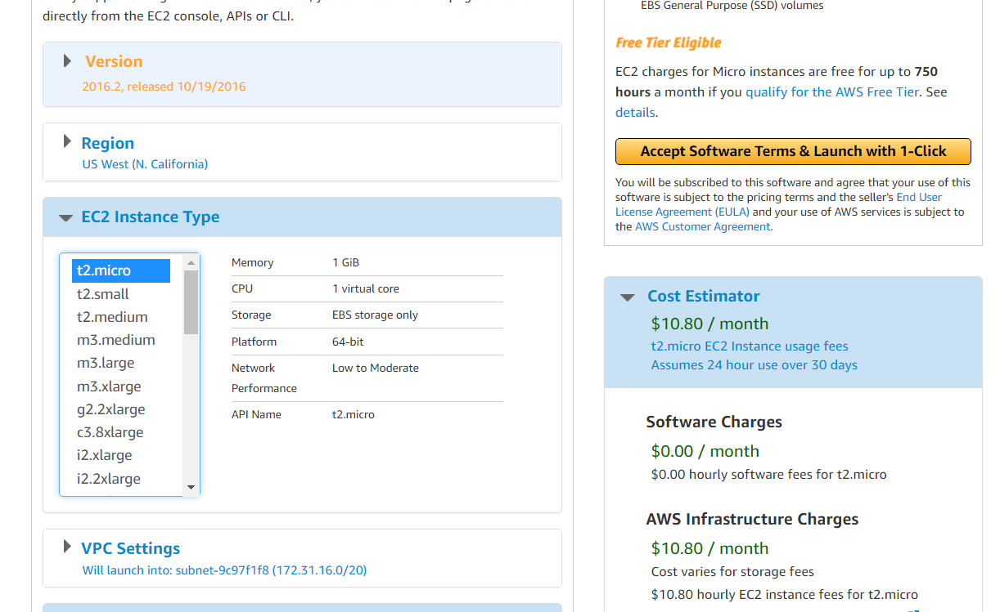 directly from the EC2 console, APIs or CLI.
Version
2016.2, released 10/19/2016
Region
US West (N. California)
EC2 Instance Type
t2.micro
t2.small
t2.medium
m3.medium
m3.large
m3.xlarge
g2.2xlarge
c3.8xlarge
i2.xlarge
i2.2xlarge
Memory 1 GiB
CPU 1 virtual core
Storage EBS storage only
Platform 64-bit
Network Low to Moderate
Performance
API Name t2.micro
VPC Settings
Will launch into: subnet-9c97f1f8 (172.31.16.0/20)
EBS General Purpose (SSD) volumes
Free Tier Eligible
EC2 charges for Micro instances are free for up to 750
hours a month if you qualify for the AWS Free Tier. See
details.
Accept Software Terms & Launch with 1-Click
You will be subscribed to this software and agree that your use of this
software is subject to the pricing terms and the seller's End User
License Agreement (EULA) and your use of AWS services is subject to
the AWS Customer Agreement.
Cost Estimator
$10.80 / month
t2.micro EC2 Instance usage fees
Assumes 24 hour use over 30 days
Software Charges
$0.00 / month
$0.00 hourly software fees for t2.micro
AWS Infrastructure Charges
$10.80 / month
Cost varies for storage fees
$10.80 hourly EC2 instance fees for t2.micro